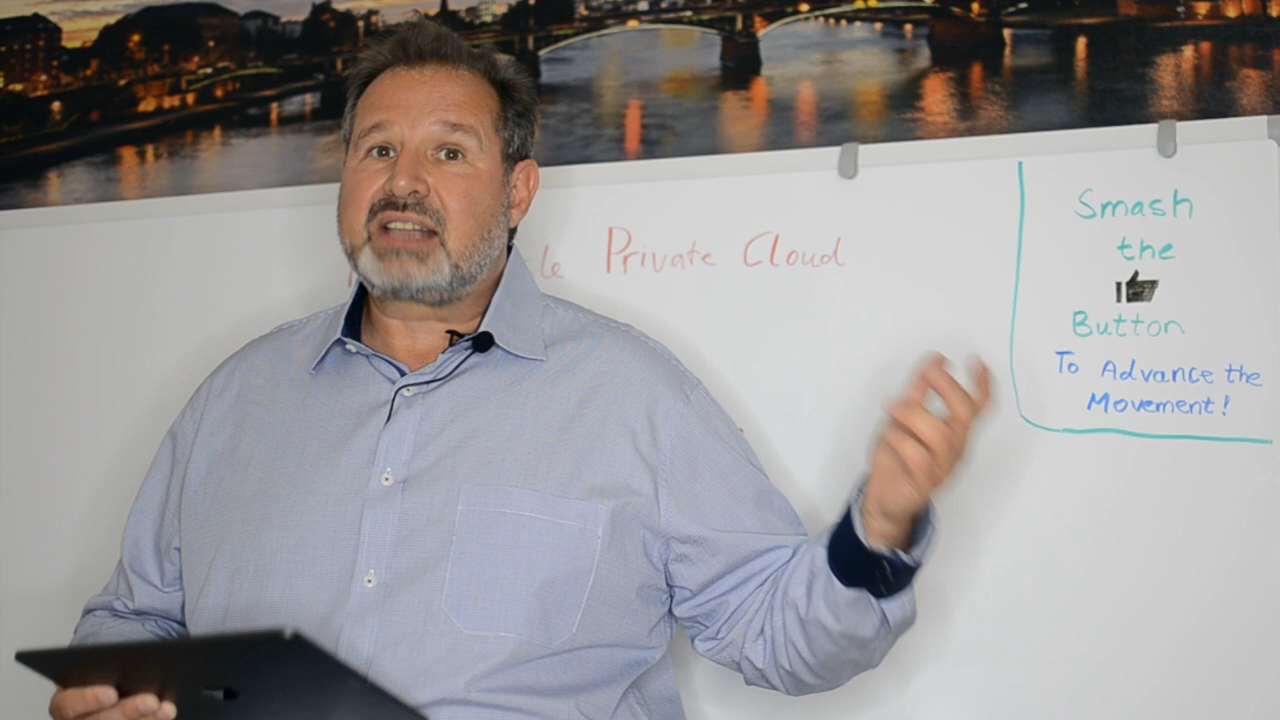 Private Cloud
Smash
the
Button
To Advance the
Movement!